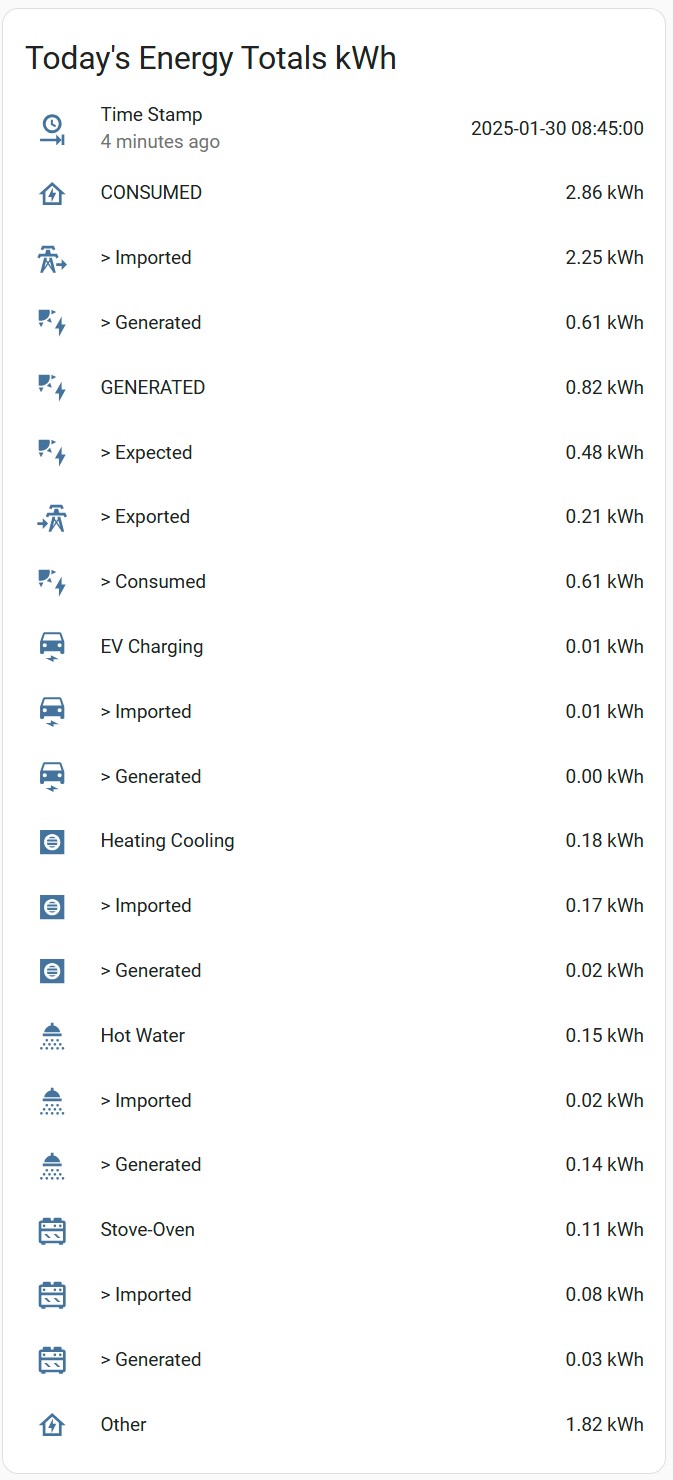 Today's Energy Totals kWh
Time Stamp
4 minutes ago
2025-01-30 08:45:00
CONSUMED 2.86 kWh
> Imported 2.25 kWh
> Generated 0.61 kWh
GENERATED 0.82 kWh
> Expected 0.48 kWh
> Exported 0.21 kWh
> Consumed 0.61 kWh
EV Charging 0.01 kWh
> Imported 0.01 kWh
> Generated 0.00 kWh
Heating Cooling 0.18 kWh
> Imported 0.17 kWh
> Generated 0.02 kWh
Hot Water 0.15 kWh
> Imported 0.02 kWh
> Generated 0.14 kWh
Stove-Oven 0.11 kWh
> Imported 0.08 kWh
> Generated 0.03 kWh
Other 1.82 kWh